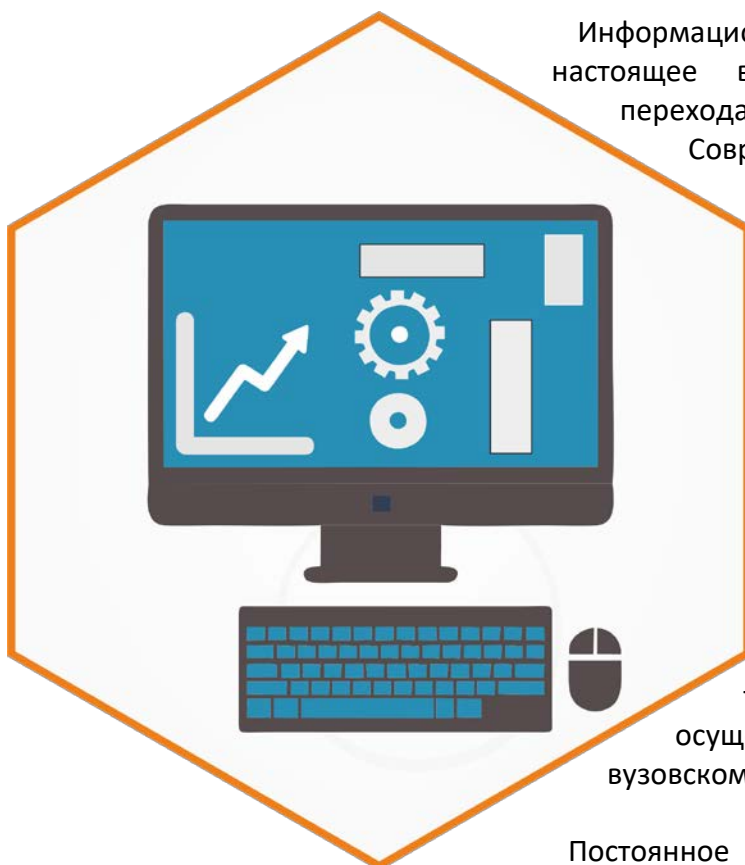 Информацио
настоящее в
перехода
Совр
осущ
вузовском
Постоянное